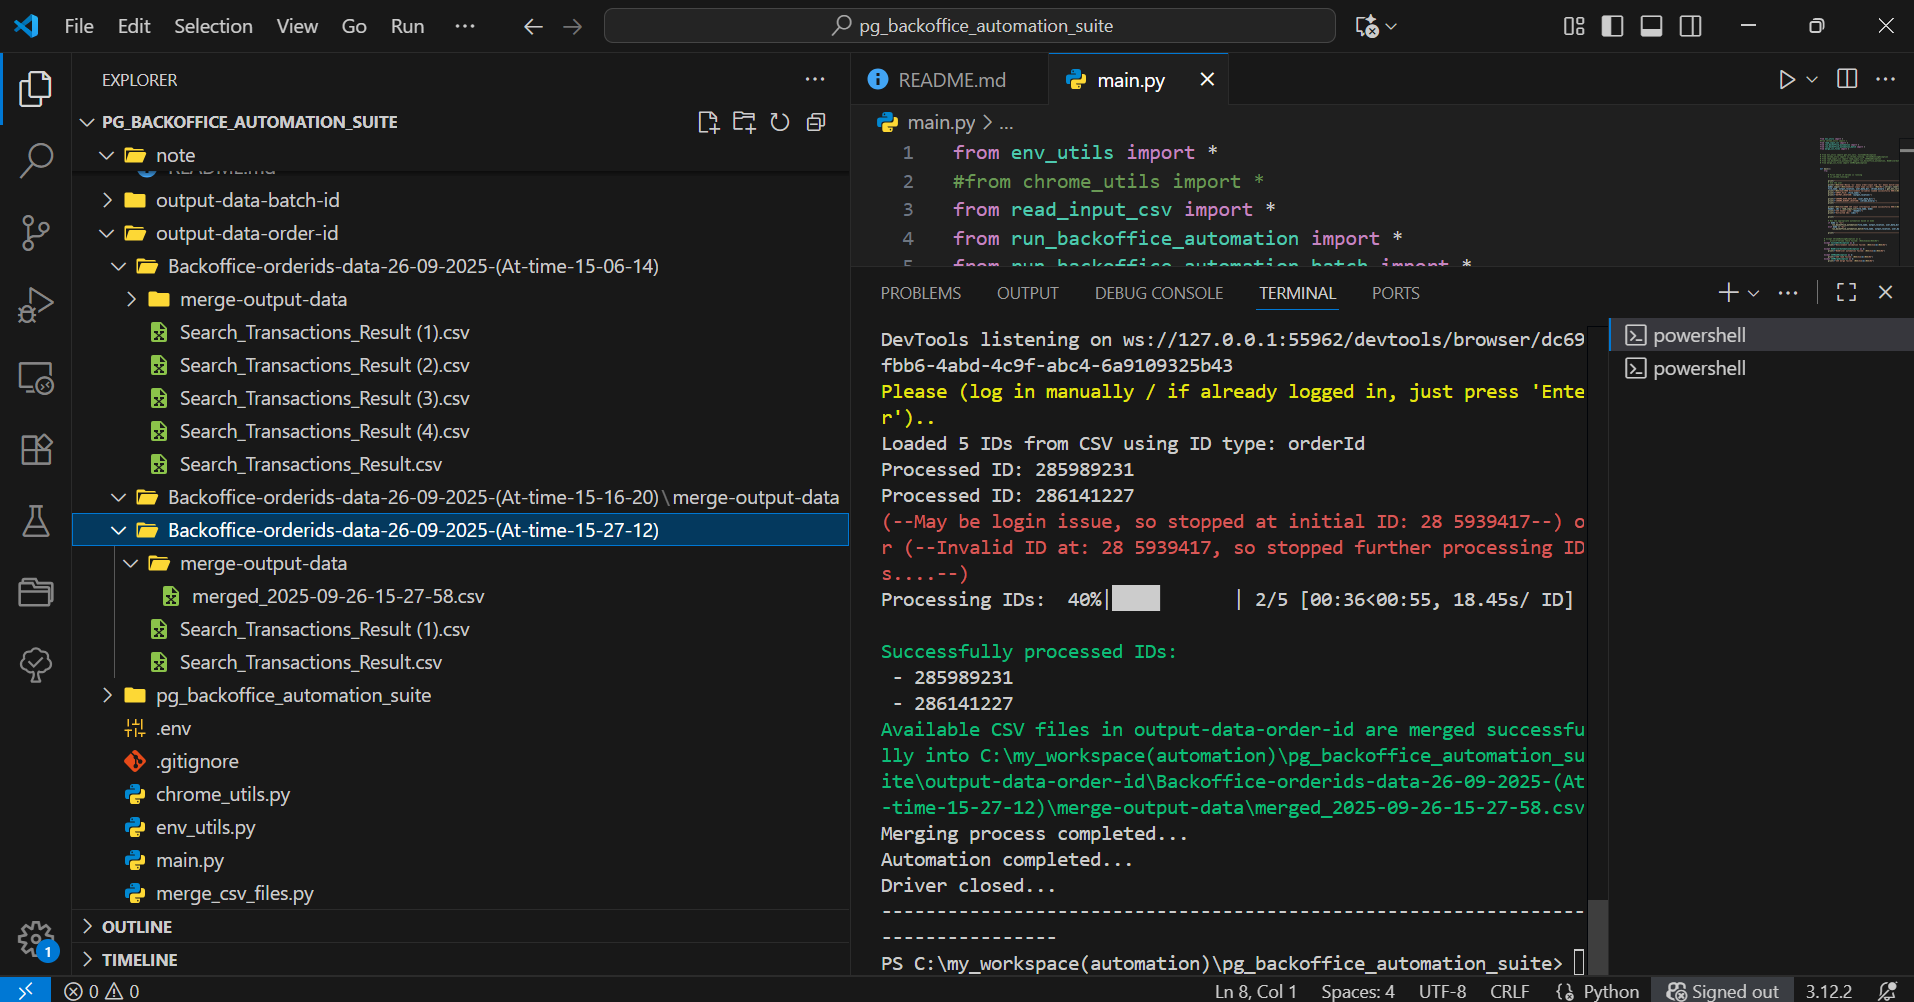 File Edit Selection View Go Run ... pg_backoffice_automation_suite
EXPLORER
PG_BACKOFFICE_AUTOMATION_SUITE
note
README.md
output-data-batch-id
output-data-order-id
Backoffice-orderids-data-26-09-2025-(At-time-15-06-14)
merge-output-data
Search_Transactions_Result (1).csv
Search_Transactions_Result (2).csv
Search_Transactions_Result (3).csv
Search_Transactions_Result (4).csv
Search_Transactions_Result.csv
Backoffice-orderids-data-26-09-2025-(At-time-15-16-20)\merge-output-data
Backoffice-orderids-data-26-09-2025-(At-time-15-27-12)
merge-output-data
merged_2025-09-26-15-27-58.csv
Search_Transactions_Result (1).csv
Search_Transactions_Result.csv
pg_backoffice_automation_suite
.env
.gitignore
chrome_utils.py
env_utils.py
main.py
merge_csv_files.py
OUTLINE
TIMELINE
1
README.md main.py
main.py > ...
1 from env_utils import *
2 #from chrome_utils import *
3 from read_input_csv import *
4 from run_backoffice_automation import *
5 from run_backoffice_automation_batch import *
PROBLEMS OUTPUT DEBUG CONSOLE TERMINAL PORTS
DevTools listening on ws://127.0.0.1:55962/devtools/browser/dc69
fbb6-4abd-4c9f-abc4-6a9109325b43
Please (log in manually / if already logged in, just press 'Ente
r')..
Loaded 5 IDs from CSV using ID type: orderId
Processed ID: 285989231
Processed ID: 286141227
(--May be login issue, so stopped at initial ID: 28 5939417--) o
r (--Invalid ID at: 28 5939417, so stopped further processing ID
s....--)
Processing IDs: 40%| | 2/5 [00:36<00:55, 18.45s/ ID]
Successfully processed IDs:
- 285989231
- 286141227
Available CSV files in output-data-order-id are merged successfu
lly into C:\my_workspace(automation)\pg_backoffice_automation_su
ite\output-data-order-id\Backoffice-orderids-data-26-09-2025-(At
-time-15-27-12)\merge-output-data\merged_2025-09-26-15-27-58.csv
Merging process completed...
Automation completed...
Driver closed...
----------------------------------------------------------------
----------------
PS C:\my_workspace(automation)\pg_backoffice_automation_suite>
powershell
powershell
0 0 Ln 8, Col 1 Spaces: 4 UTF-8 CRLF {} Python Signed out 3.12.2